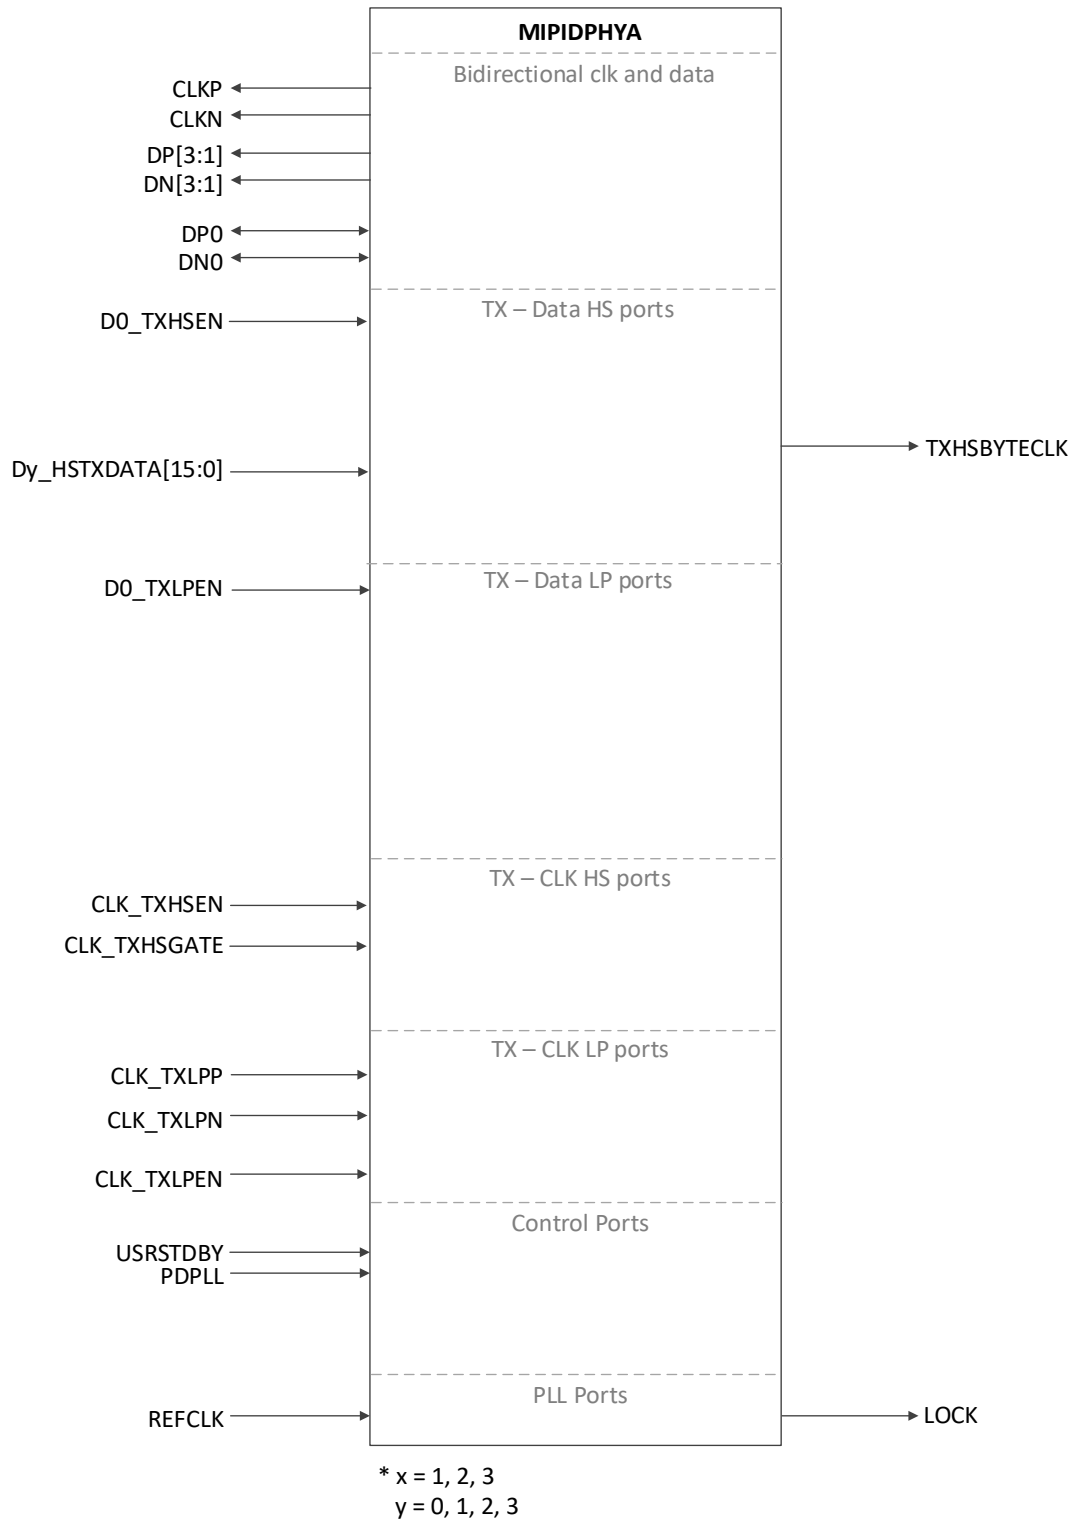 MIPIDPHYA
Bidirectional clk and data
CLKP
CLKN
DP[3:1]
DN[3:1]
DP0
DN0
TX – Data HS ports
D0_TXHSEN
TXHSBYTECLK
Dy_HSTXDATA[15:0]
TX – Data LP ports
D0_TXLPEN
TX – CLK HS ports
CLK_TXHSEN
CLK_TXHSGATE
TX – CLK LP ports
CLK_TXLPP
CLK_TXLPN
CLK_TXLPEN
Control Ports
USRSTDBY
PDPLL
PLL Ports
REFCLK
LOCK
* x = 1, 2, 3
y = 0, 1, 2, 3